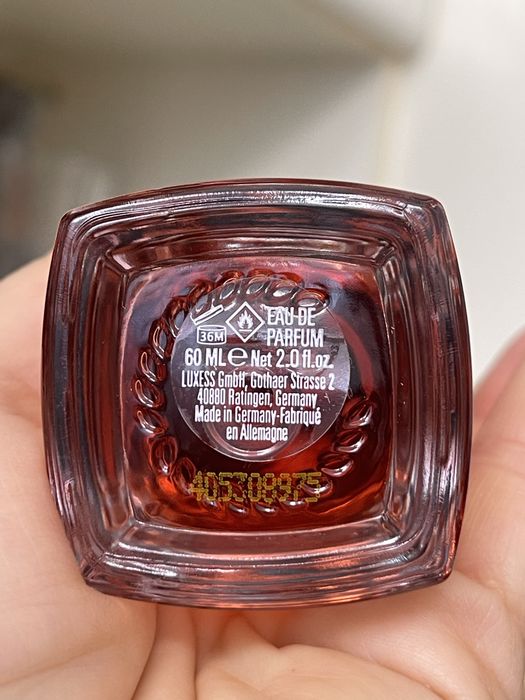 36M
EAU DE
PARFUM
60 ML e Net 2.0 fl.oz.
LUXESS GmbH, Gothaer Strasse 2
40880 Ratingen, Germany
Made in Germany-Fabriqué
en Allemagne
405308975